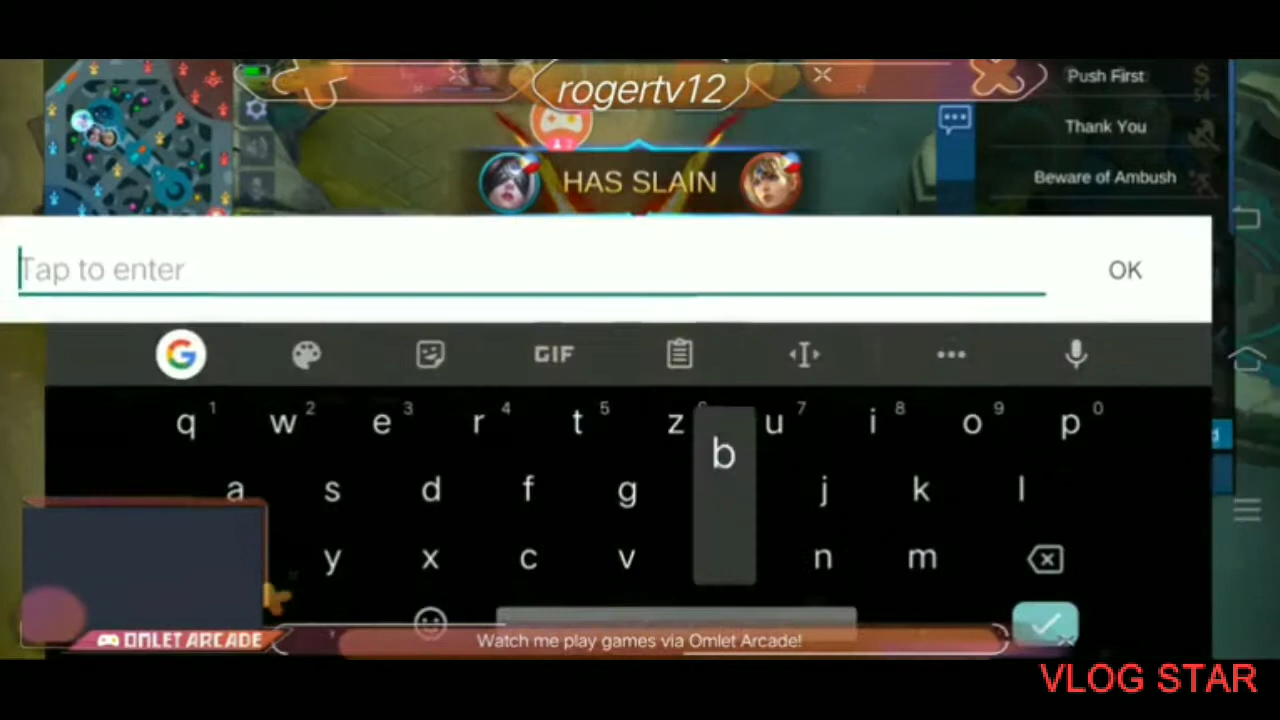 Push First
rogertv12
Thank You
HAS SLAIN
Beware of Ambush
Tap to enter
OK
G
GIF
q 1 w 2 e 3 r 4 t 5 z u 7 i 8 o 9 p 0
b
a s d f g j k l
y x c v n m
OMLET ARCADE
Watch me play games via Omlet Arcade!
VLOG STAR